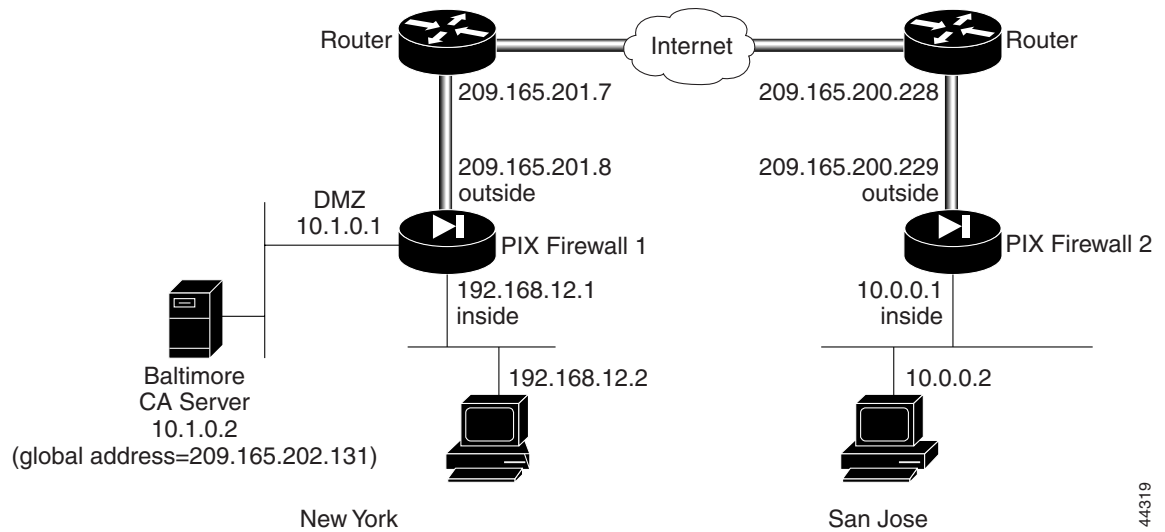 Router
Internet
Router
209.165.201.7
209.165.200.228
209.165.201.8
outside
209.165.200.229
outside
DMZ
10.1.0.1
PIX Firewall 1
PIX Firewall 2
192.168.12.1
inside
10.0.0.1
inside
Baltimore
CA Server
10.1.0.2
(global address=209.165.202.131)
192.168.12.2
10.0.0.2
New York
San Jose
44319